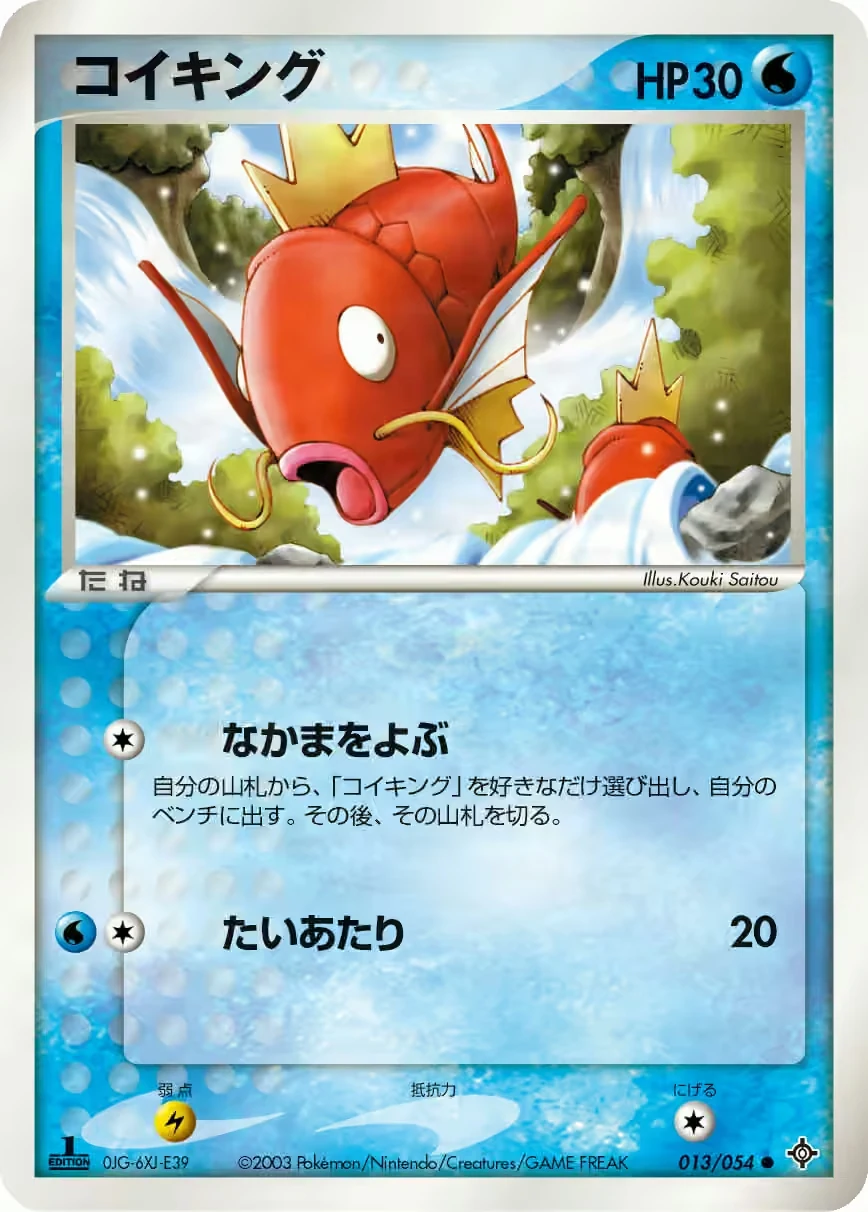 コイキング
HP30
たね
Illus.Kouki Saitou
なかまをよぶ
自分の山札から、「コイキング」を好きなだけ選び出し、自分の
ベンチに出す。その後、その山札を切る。
たいあたり 20
弱点 抵抗力 にげる
1 EDITION 0JG-6XJ-E39 ©2003 Pokémon/Nintendo/Creatures/GAME FREAK 013/054